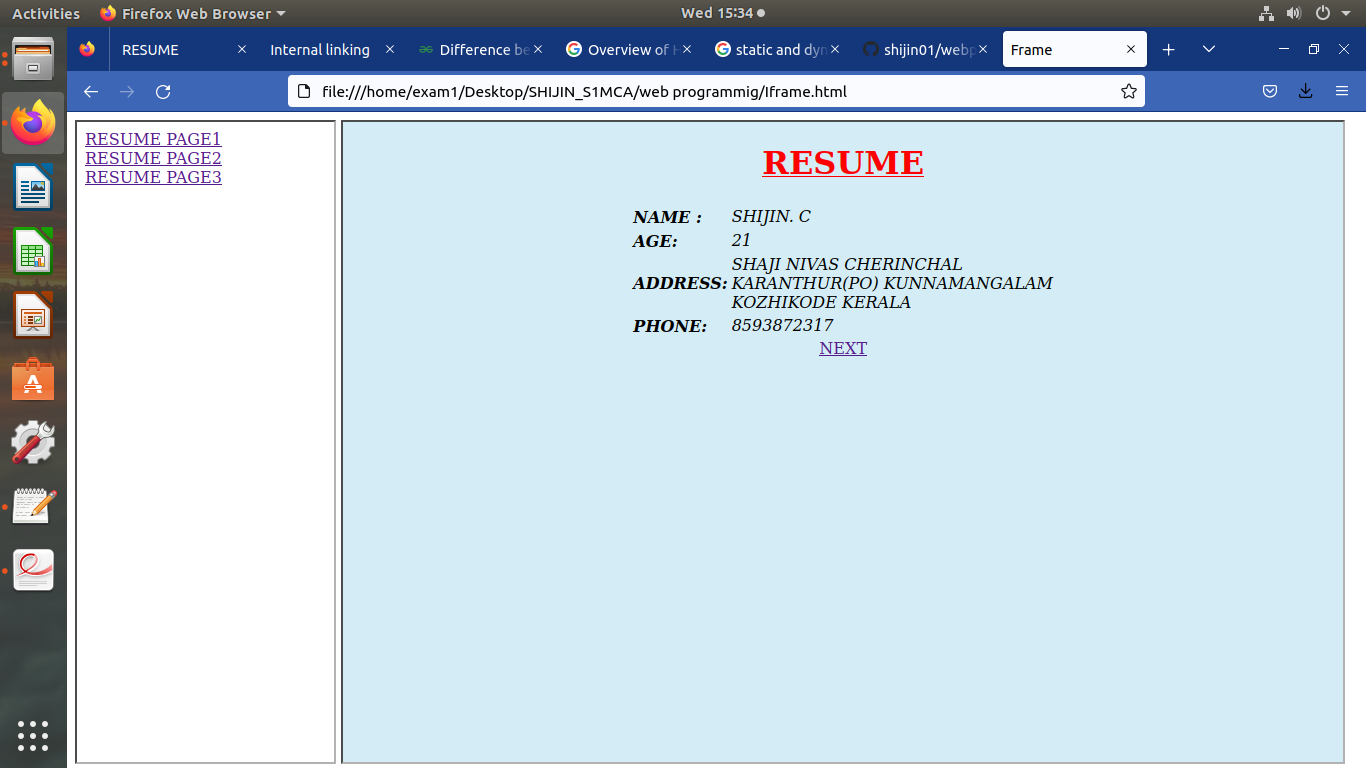 Activities
Firefox Web Browser
Wed 15:34
RESUME
Internal linking
Difference be
Overview of H
static and dyn
shijin01/webp
Frame
file:///home/exam1/Desktop/SHIJIN_S1MCA/web programmig/Iframe.html
RESUME PAGE1
RESUME PAGE2
RESUME PAGE3
RESUME
NAME : SHIJIN. C
AGE: 21
SHAJI NIVAS CHERINCHAL
ADDRESS: KARANTHUR(PO) KUNNAMANGALAM
KOZHIKODE KERALA
PHONE: 8593872317
NEXT